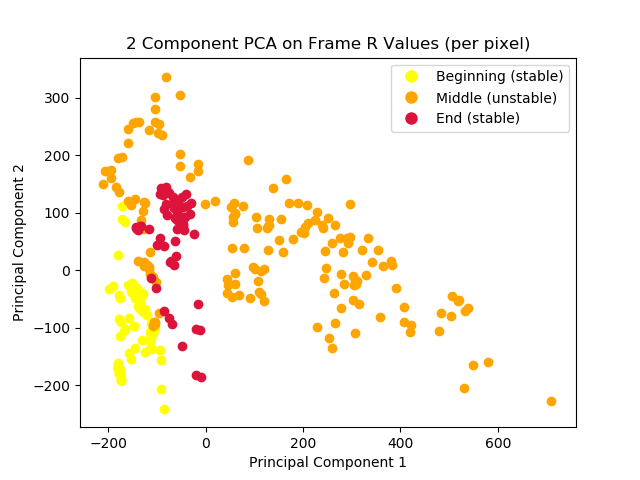 2 Component PCA on Frame R Values (per pixel)
Beginning (stable)
Middle (unstable)
End (stable)
Principal Component 2
300
200
100
0
−100
−200
−200
0
200
400
600
Principal Component 1